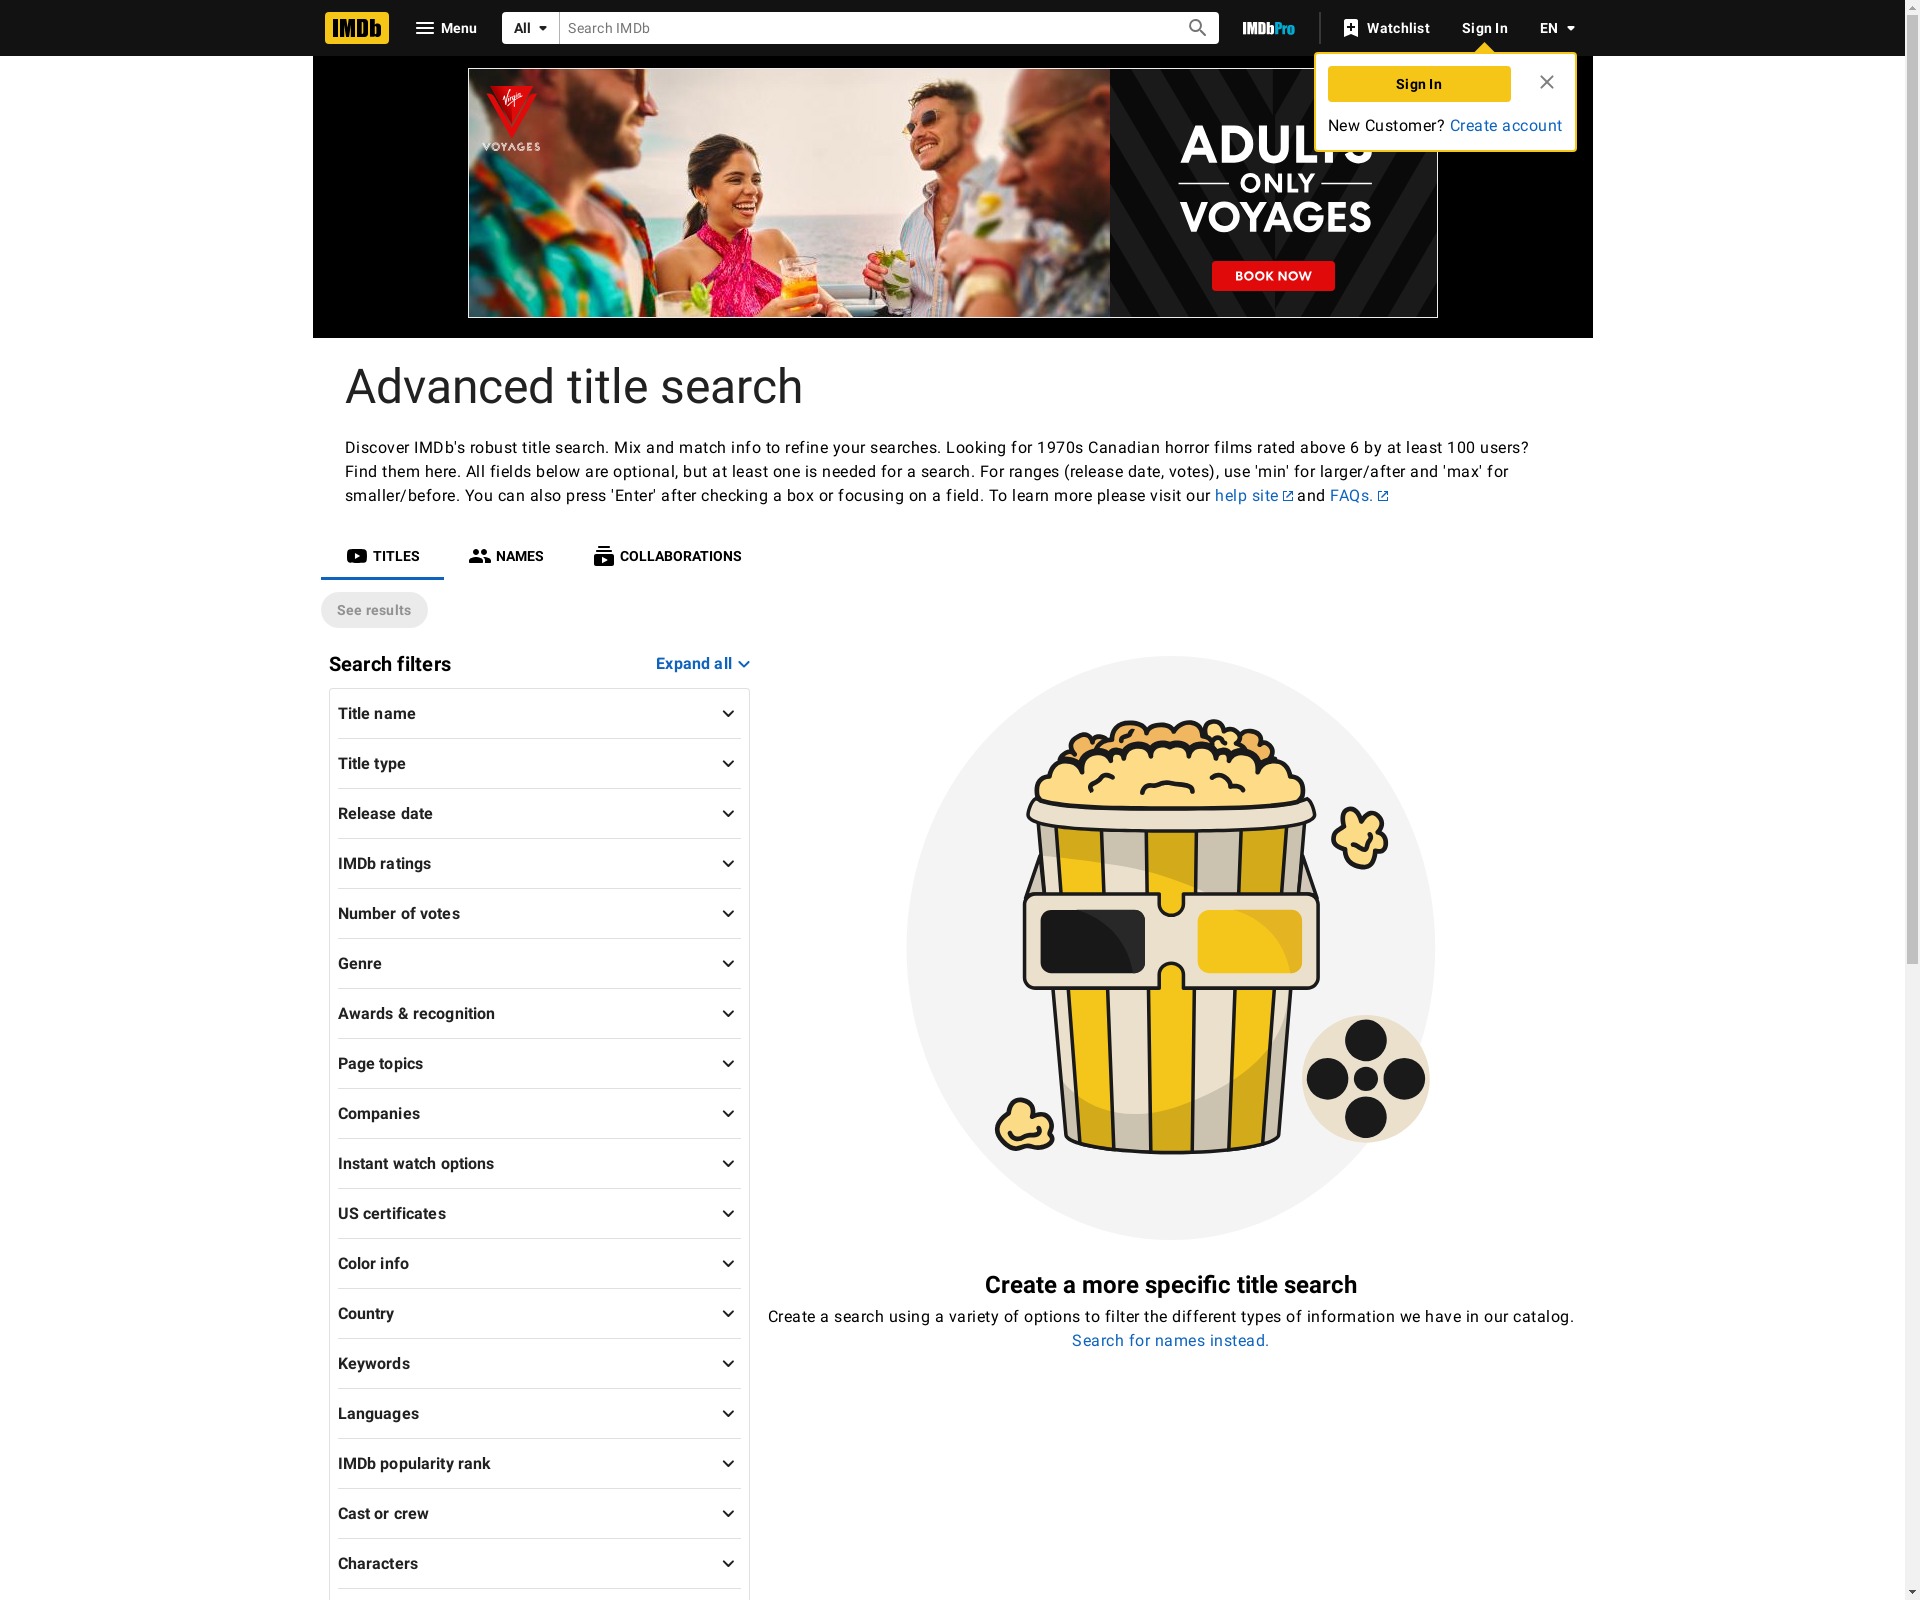 IMDb
Menu
All
Search IMDb
IMDbPro
Watchlist
Sign In
EN
Sign In
New Customer? Create account
Virgin
VOYAGES
ADULTS
ONLY
VOYAGES
BOOK NOW
Advanced title search
Discover IMDb's robust title search. Mix and match info to refine your searches. Looking for 1970s Canadian horror films rated above 6 by at least 100 users?
Find them here. All fields below are optional, but at least one is needed for a search. For ranges (release date, votes), use 'min' for larger/after and 'max' for
smaller/before. You can also press 'Enter' after checking a box or focusing on a field. To learn more please visit our help site and FAQs.
TITLES
NAMES
COLLABORATIONS
See results
Search filters
Expand all
Title name
Title type
Release date
IMDb ratings
Number of votes
Genre
Awards & recognition
Page topics
Companies
Instant watch options
US certificates
Color info
Country
Keywords
Languages
IMDb popularity rank
Cast or crew
Characters
Create a more specific title search
Create a search using a variety of options to filter the different types of information we have in our catalog.
Search for names instead.